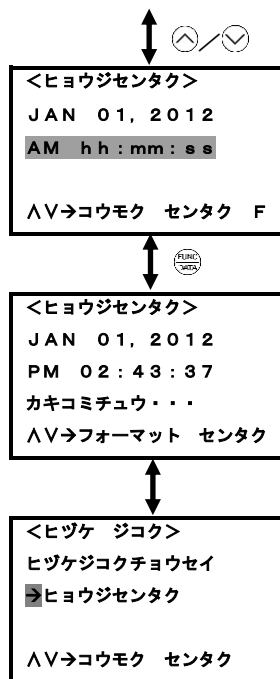 <ヒョウジセンタク>
JAN 01, 2012
AM hh:mm:ss
∧∨→コウモク センタク F
FUNC
DATA
<ヒョウジセンタク>
JAN 01, 2012
PM 02:43:37
カキコミチュウ・・・
∧∨→フォーマット センタク
<ヒヅケ ジコク>
ヒヅケジコクチョウセイ
→ヒョウジセンタク
∧∨→コウモク センタク